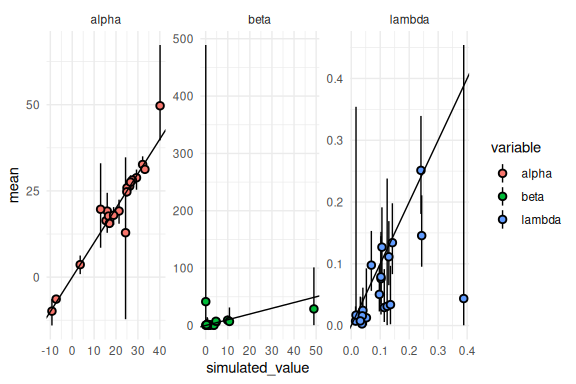 alpha beta lambda
mean
50
25
0
500
400
300
200
100
0
0.4
0.3
0.2
0.1
0.0
-10 0 10 20 30 40
0 10 20 30 40 50
0.0 0.1 0.2 0.3 0.4
simulated_value
variable
alpha
beta
lambda